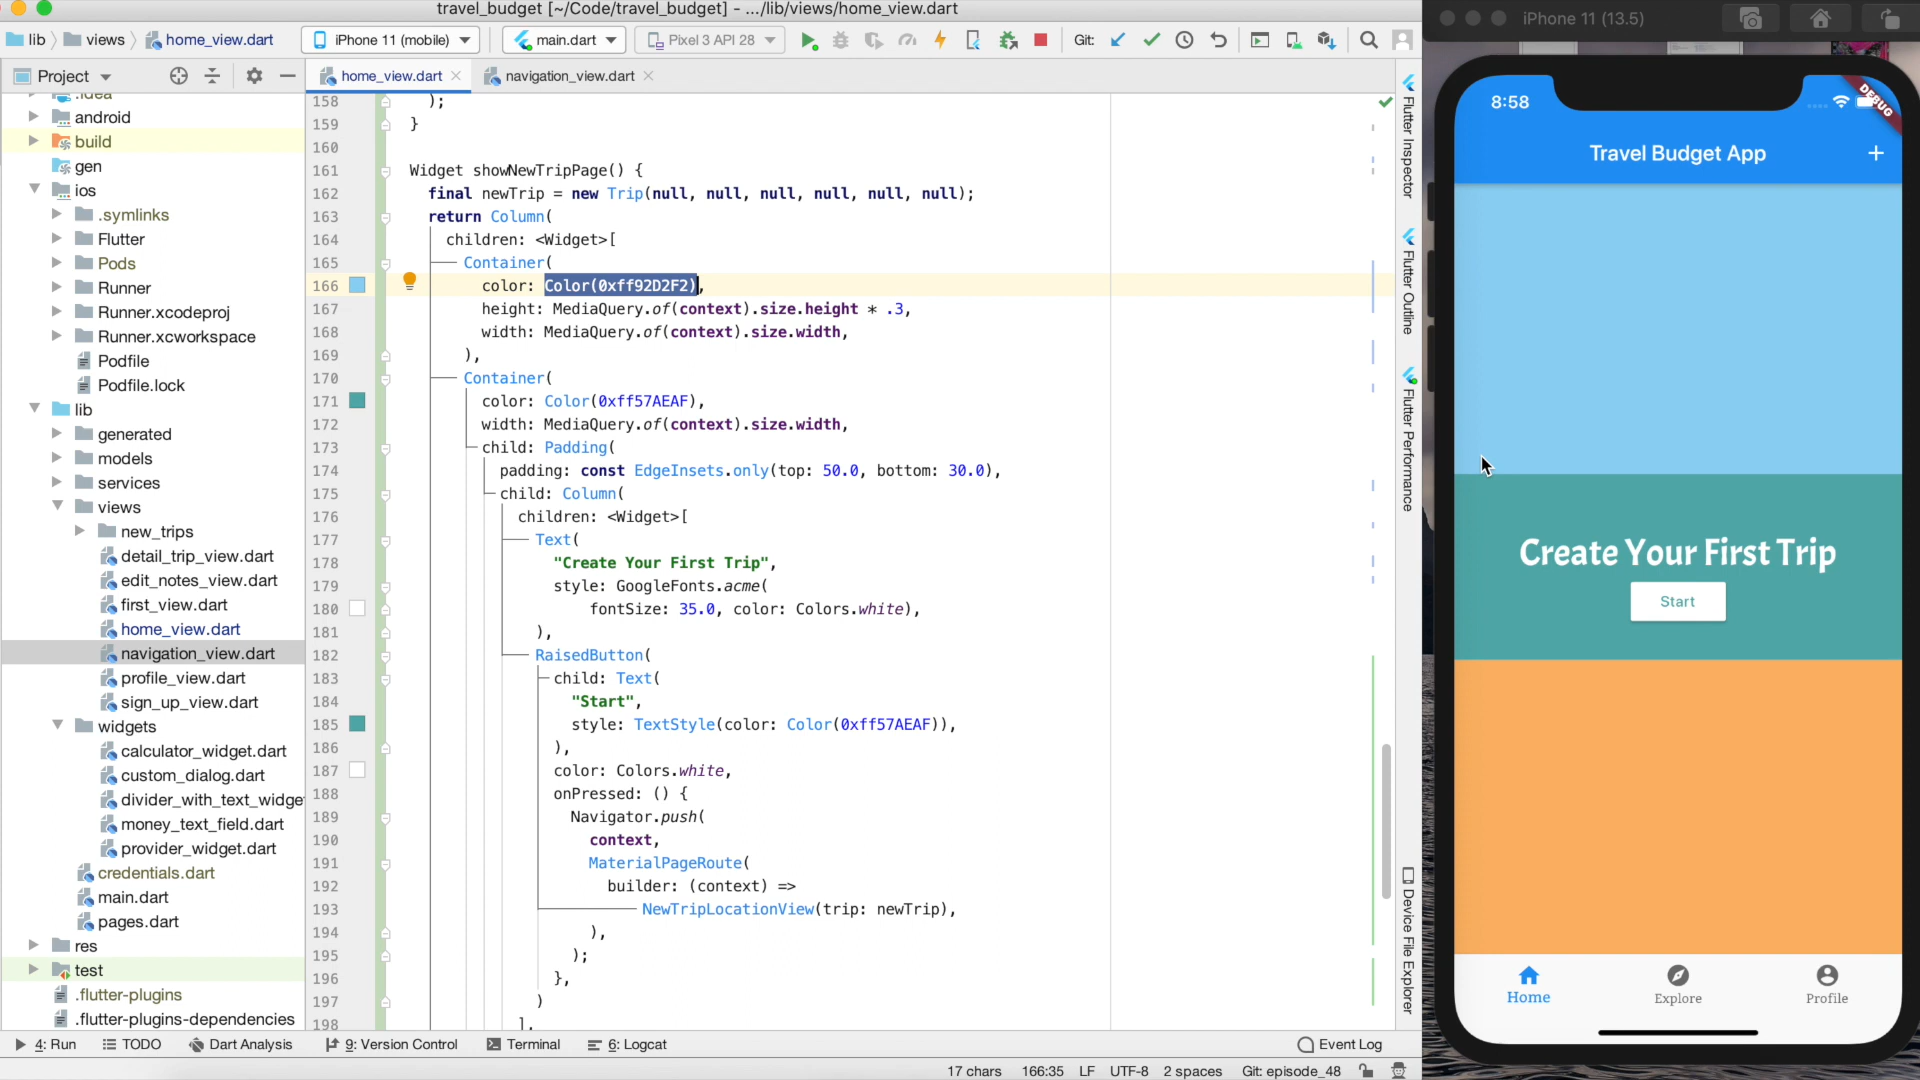 travel_budget [~/Code/travel_budget] - .../lib/views/home_view.dart
iPhone 11 (13.5)
lib
views
home_view.dart
iPhone 11 (mobile)
main.dart
Pixel 3 API 28
Git:
Project
home_view.dart
navigation_view.dart
.idea
android
build
gen
ios
.symlinks
Flutter
Pods
Runner
Runner.xcodeproj
Runner.xcworkspace
Podfile
Podfile.lock
lib
generated
models
services
views
new_trips
detail_trip_view.dart
edit_notes_view.dart
first_view.dart
home_view.dart
navigation_view.dart
profile_view.dart
sign_up_view.dart
widgets
calculator_widget.dart
custom_dialog.dart
divider_with_text_widge
money_text_field.dart
provider_widget.dart
credentials.dart
main.dart
pages.dart
res
test
.flutter-plugins
.flutter-plugins-dependencies
158 );
159 }
160
161 Widget showNewTripPage() {
162 final newTrip = new Trip(null, null, null, null, null, null);
163 return Column(
164 children: <Widget>[
165 Container(
166 color: Color(0xff92D2F2),
167 height: MediaQuery.of(context).size.height * .3,
168 width: MediaQuery.of(context).size.width,
169 ),
170 Container(
171 color: Color(0xff57AEAF),
172 width: MediaQuery.of(context).size.width,
173 child: Padding(
174 padding: const EdgeInsets.only(top: 50.0, bottom: 30.0),
175 child: Column(
176 children: <Widget>[
177 Text(
178 "Create Your First Trip",
179 style: GoogleFonts.acme(
180 fontSize: 35.0, color: Colors.white),
181 ),
182 RaisedButton(
183 child: Text(
184 "Start",
185 style: TextStyle(color: Color(0xff57AEAF)),
186 ),
187 color: Colors.white,
188 onPressed: () {
189 Navigator.push(
190 context,
191 MaterialPageRoute(
192 builder: (context) =>
193 NewTripLocationView(trip: newTrip),
194 ),
195 );
196 },
197 )
198 ],
Flutter Inspector
Flutter Outline
Flutter Performance
Device File Explorer
8:58
DEBUG
Travel Budget App
+
Create Your First Trip
Start
Home
Explore
Profile
4: Run
TODO
Dart Analysis
9: Version Control
Terminal
6: Logcat
Event Log
17 chars
166:35
LF
UTF-8
2 spaces
Git: episode_48